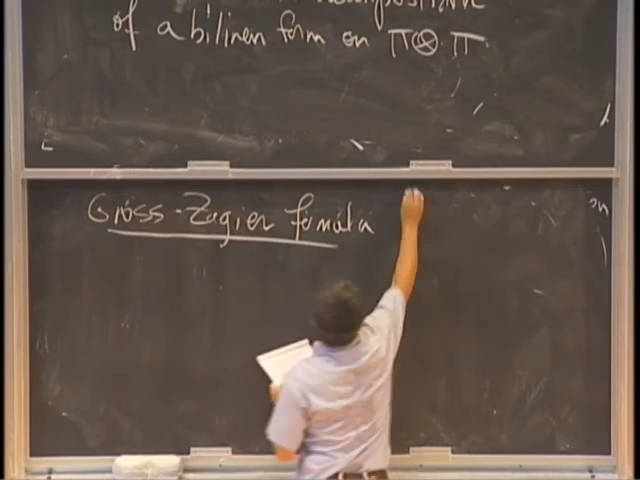 of a bilinear form on π⊗π
Gross-Zagier formula